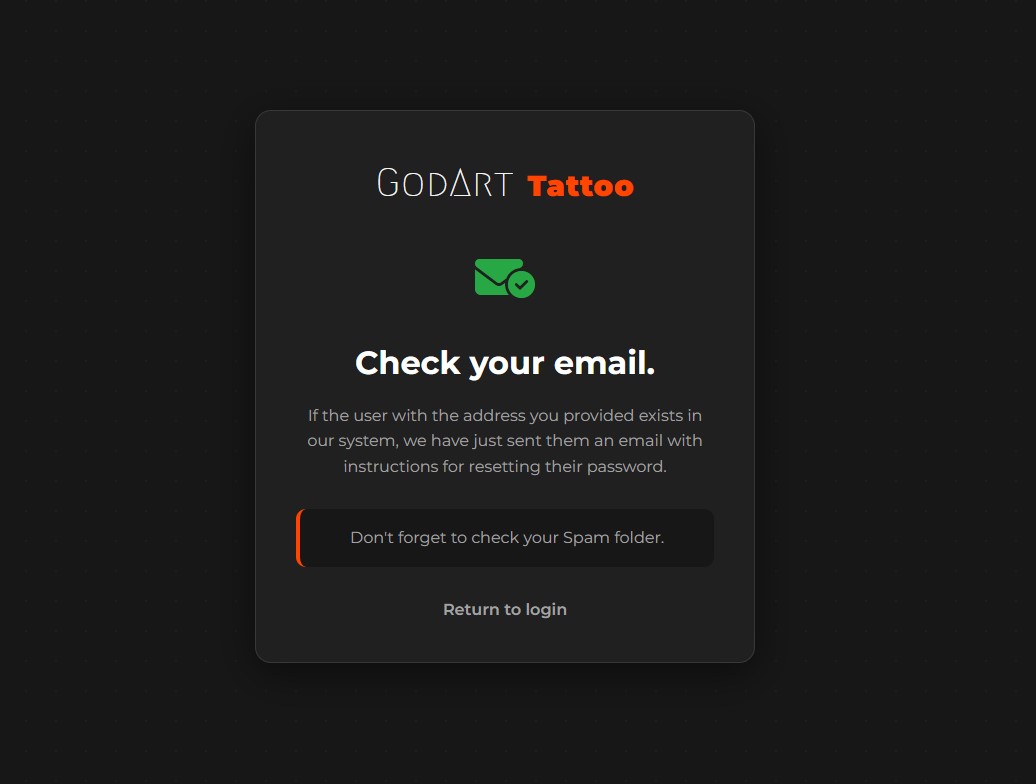 GODART Tattoo
Check your email.
If the user with the address you provided exists in
our system, we have just sent them an email with
instructions for resetting their password.
Don't forget to check your Spam folder.
Return to login